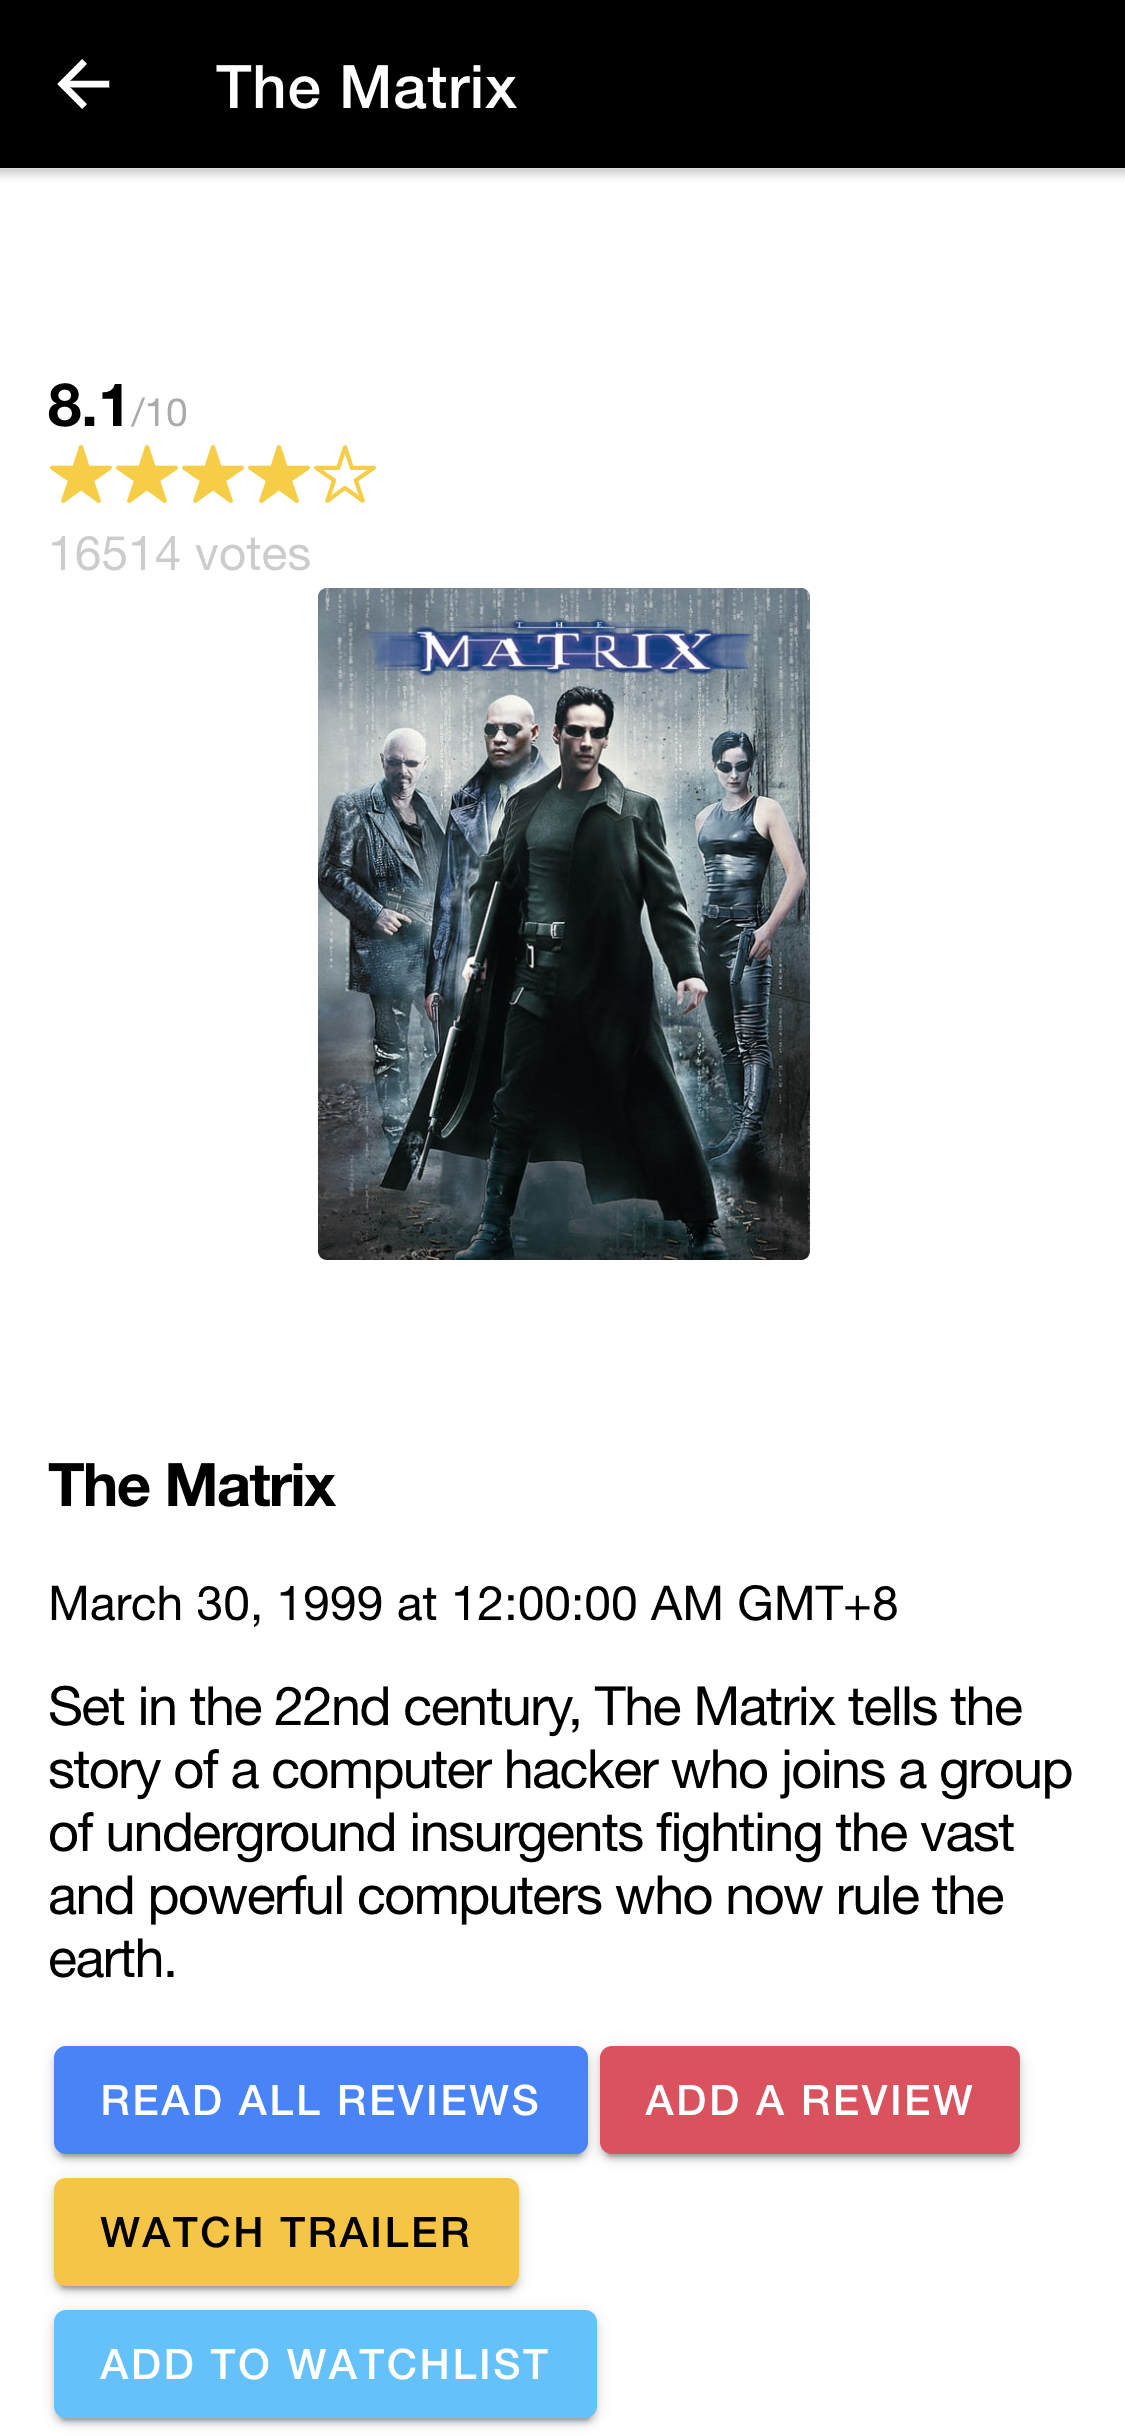 The Matrix
8.1/10
16514 votes
THE
MATRIX
The Matrix
March 30, 1999 at 12:00:00 AM GMT+8
Set in the 22nd century, The Matrix tells the
story of a computer hacker who joins a group
of underground insurgents fighting the vast
and powerful computers who now rule the
earth.
READ ALL REVIEWS
ADD A REVIEW
WATCH TRAILER
ADD TO WATCHLIST